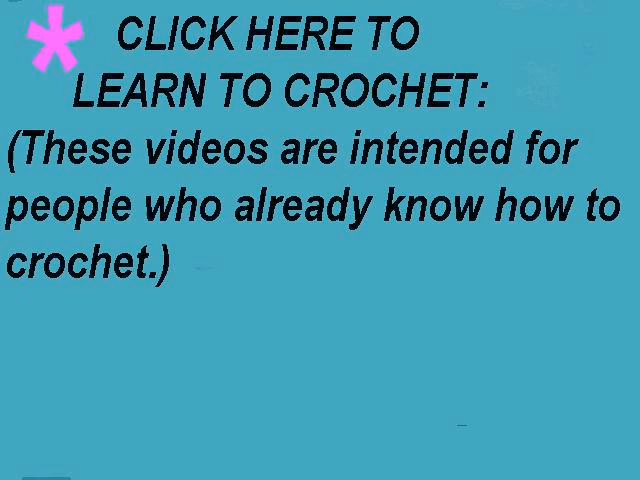 * CLICK HERE TO
LEARN TO CROCHET:
(These videos are intended for
people who already know how to
crochet.)